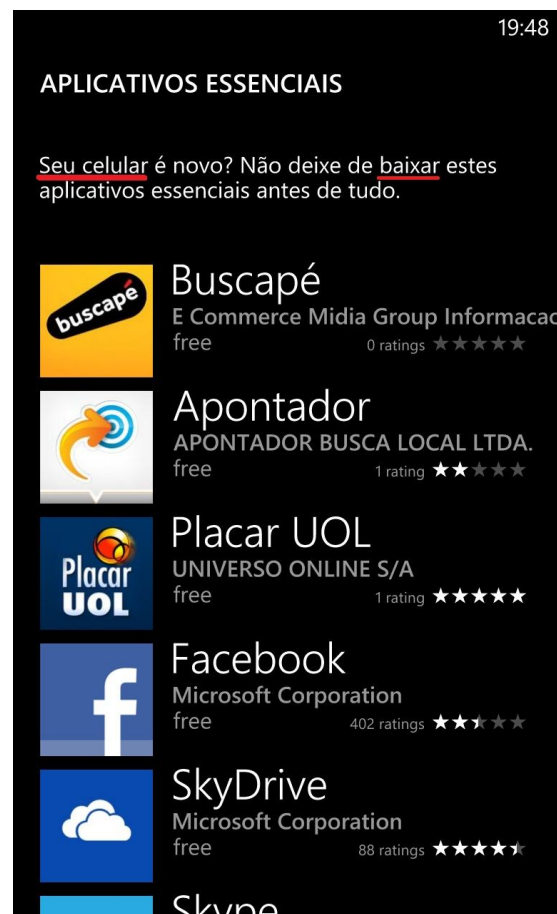 19:48
APLICATIVOS ESSENCIAIS
Seu celular é novo? Não deixe de baixar estes
aplicativos essenciais antes de tudo.
buscapé
Buscapé
E Commerce Midia Group Informacao
free
0 ratings
Apontador
APONTADOR BUSCA LOCAL LTDA.
free
1 rating
Placar
UOL
Placar UOL
UNIVERSO ONLINE S/A
free
1 rating
f
Facebook
Microsoft Corporation
free
402 ratings
SkyDrive
Microsoft Corporation
free
88 ratings
Skype